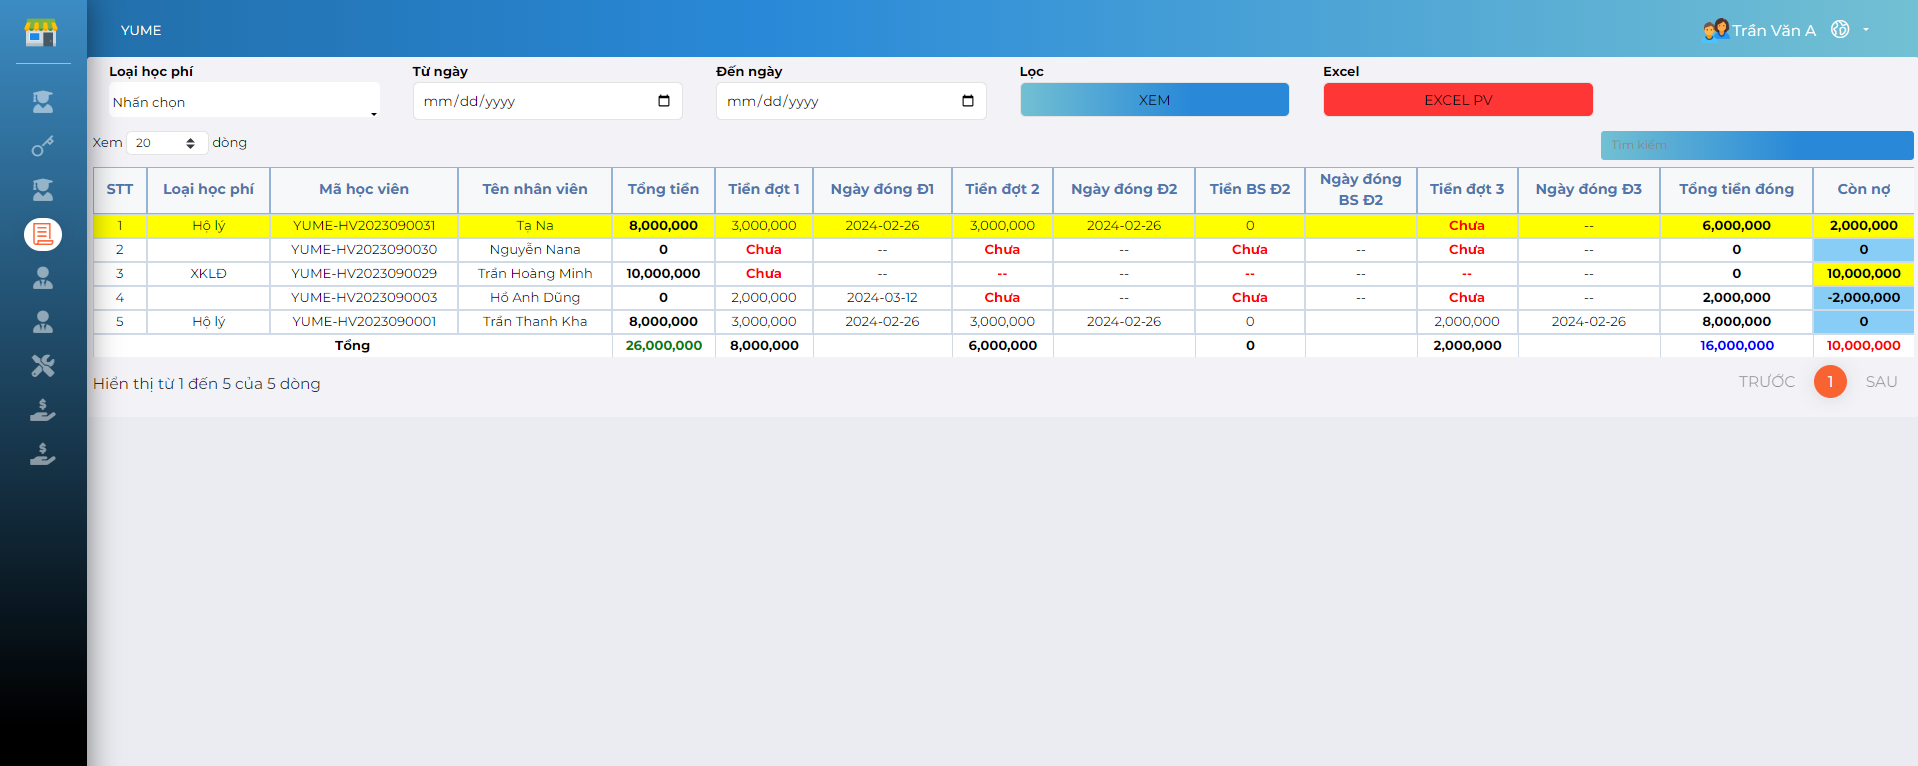 YUME
Trần Văn A
Loại học phí
Từ ngày
Đến ngày
Lọc
Excel
Nhấn chọn
mm/dd/yyyy
mm/dd/yyyy
XEM
EXCEL PV
Xem 20 dòng
Tìm kiếm
STT Loại học phí Mã học viên Tên nhân viên Tổng tiền Tiền đợt 1 Ngày đóng Đ1 Tiền đợt 2 Ngày đóng Đ2 Tiền BS Đ2 Ngày đóng BS Đ2 Tiền đợt 3 Ngày đóng Đ3 Tổng tiền đóng Còn nợ
1 Hộ lý YUME-HV2023090031 Tạ Na 8,000,000 3,000,000 2024-02-26 3,000,000 2024-02-26 0 Chưa -- 6,000,000 2,000,000
2 YUME-HV2023090030 Nguyễn Nana 0 Chưa -- Chưa -- Chưa -- Chưa -- 0 0
3 XKLĐ YUME-HV2023090029 Trần Hoàng Minh 10,000,000 Chưa -- -- -- -- -- -- -- 0 10,000,000
4 YUME-HV2023090003 Hồ Anh Dũng 0 2,000,000 2024-03-12 Chưa -- Chưa -- Chưa -- 2,000,000 -2,000,000
5 Hộ lý YUME-HV2023090001 Trần Thanh Kha 8,000,000 3,000,000 2024-02-26 3,000,000 2024-02-26 0 2,000,000 2024-02-26 8,000,000 0
Tổng 26,000,000 8,000,000 6,000,000 0 2,000,000 16,000,000 10,000,000
Hiển thị từ 1 đến 5 của 5 dòng
TRƯỚC 1 SAU